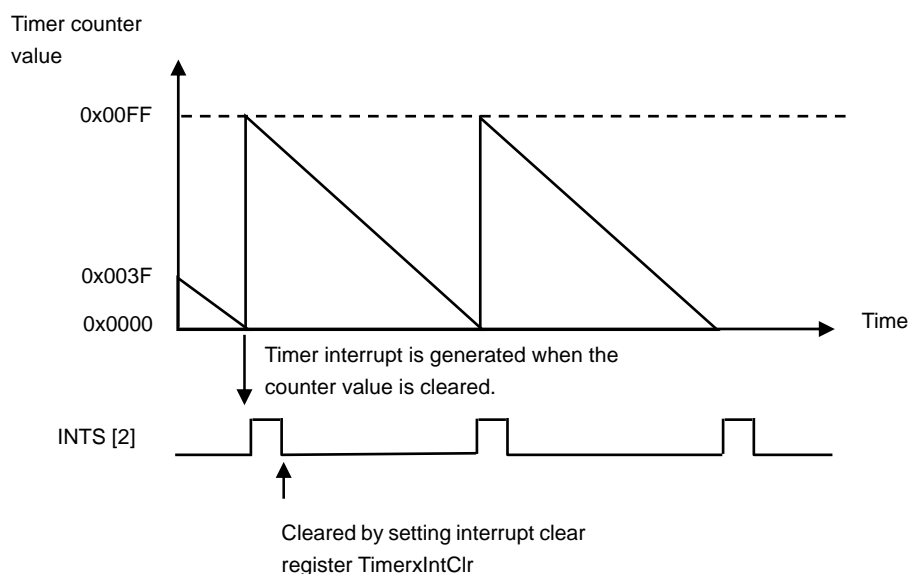 Timer counter
value
0x00FF
0x003F
0x0000
Time
Timer interrupt is generated when the
counter value is cleared.
INTS [2]
Cleared by setting interrupt clear
register TimerxIntClr